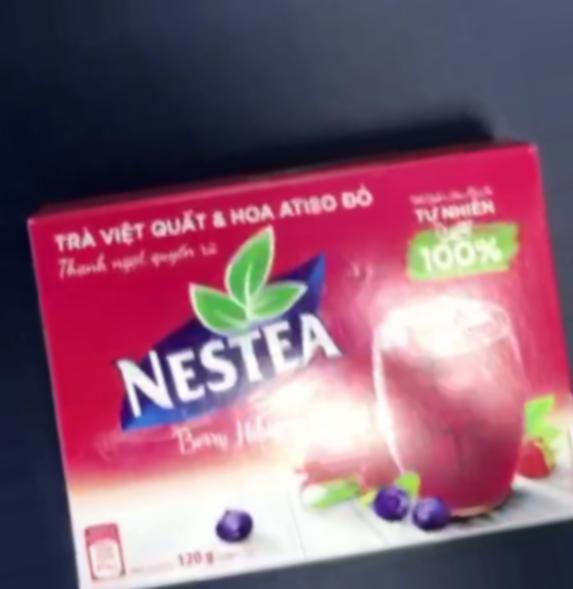 TRÀ VIỆT QUẤT & HOA ATISO ĐỎ
Thanh ngọt quyến rũ
TỰ NHIÊN
100%
NESTEA
Berry
120 g